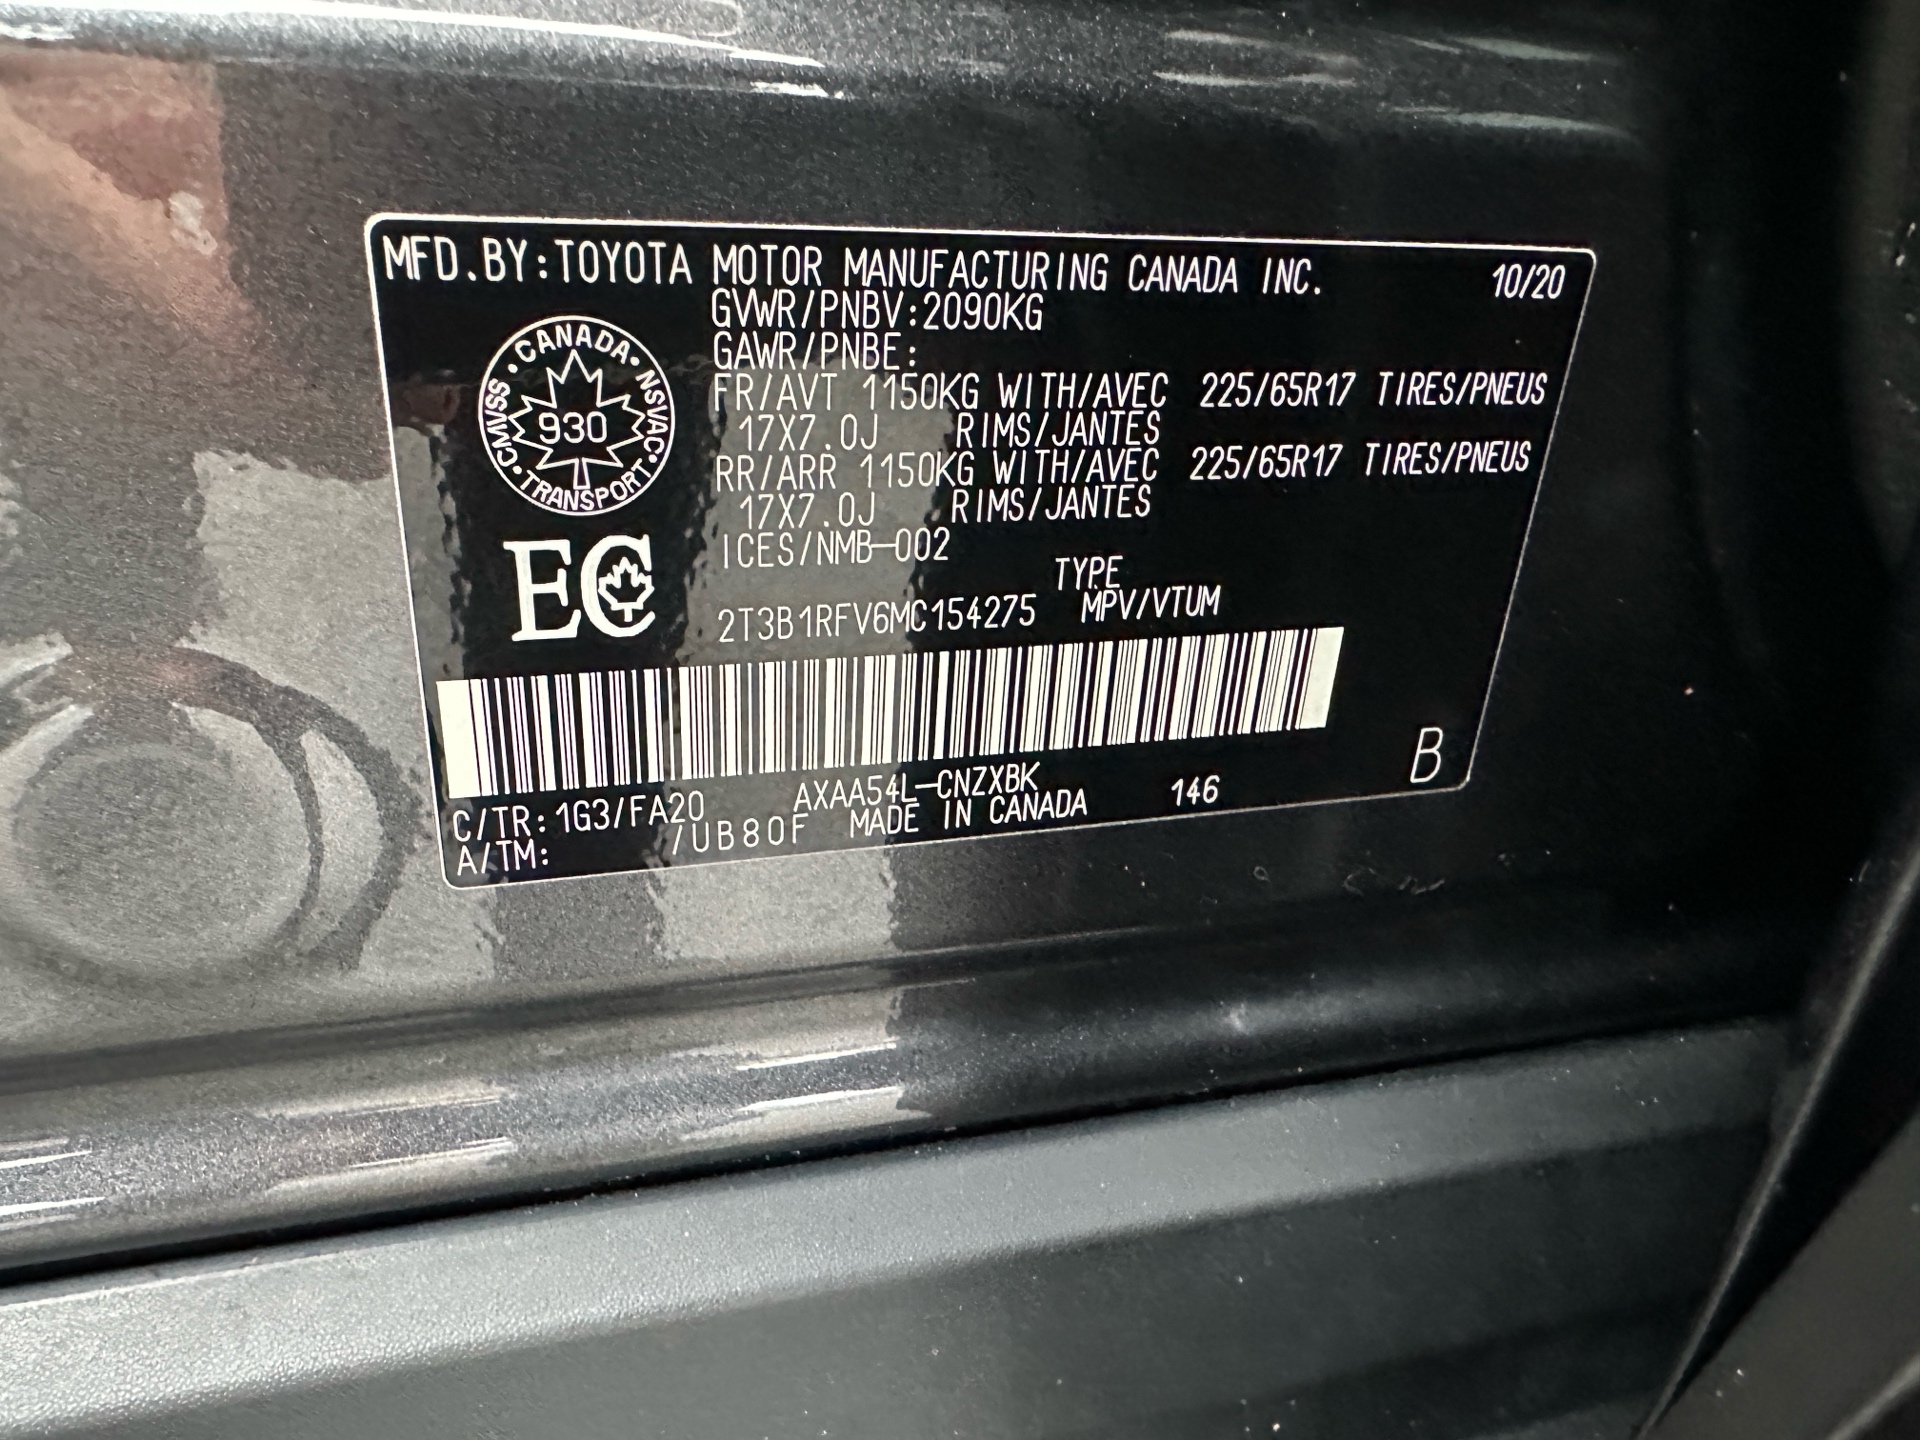 MFD.BY:TOYOTA MOTOR MANUFACTURING CANADA INC. 10/20
GVWR/PNBV:2090KG
GAWR/PNBE:
FR/AVT 1150KG WITH/AVEC 225/65R17 TIRES/PNEUS
17X7.0J RIMS/JANTES
RR/ARR 1150KG WITH/AVEC 225/65R17 TIRES/PNEUS
17X7.0J RIMS/JANTES
ICES/NMB-002
CANADA • NSVAC • TRANSPORT • CMVSS •
930
EC
TYPE
2T3B1RFV6MC154275 MPV/VTUM
B
C/TR:1G3/FA20 AXAA54L-CNZXBK 146
A/TM: /UB80F MADE IN CANADA